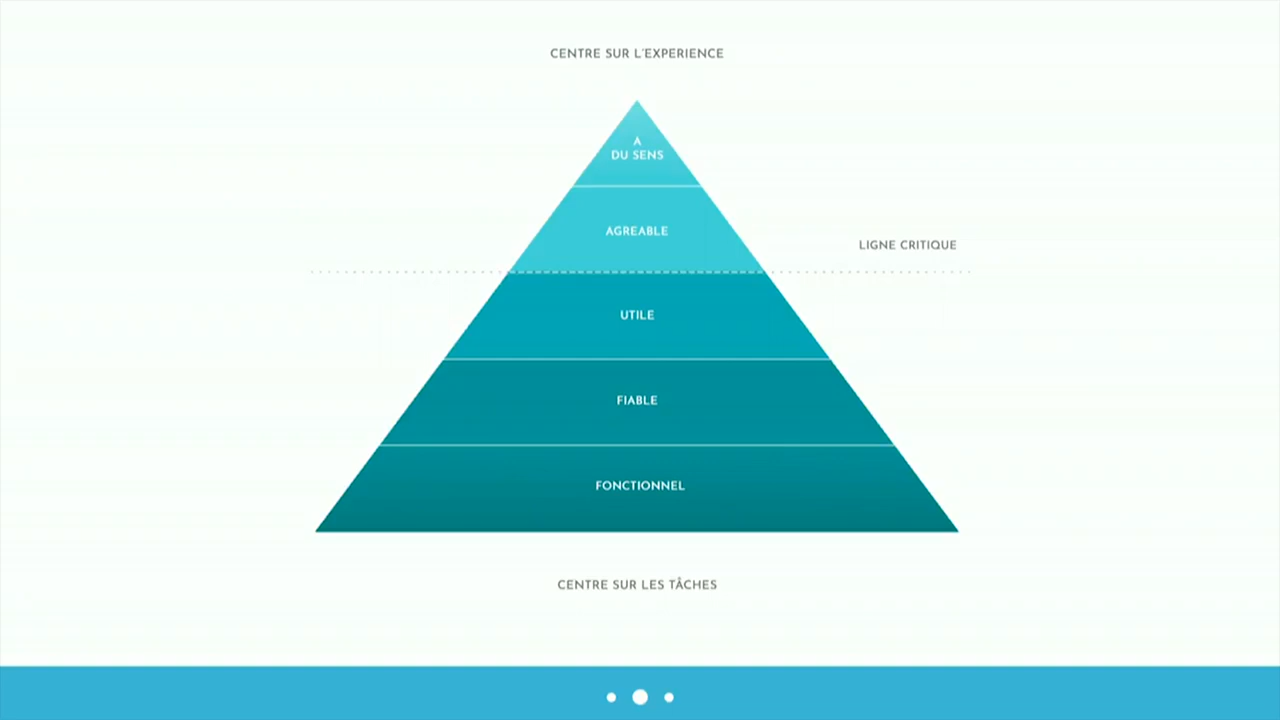 CENTRE SUR L'EXPERIENCE
A
DU SENS
AGREABLE
LIGNE CRITIQUE
UTILE
FIABLE
FONCTIONNEL
CENTRE SUR LES TÂCHES